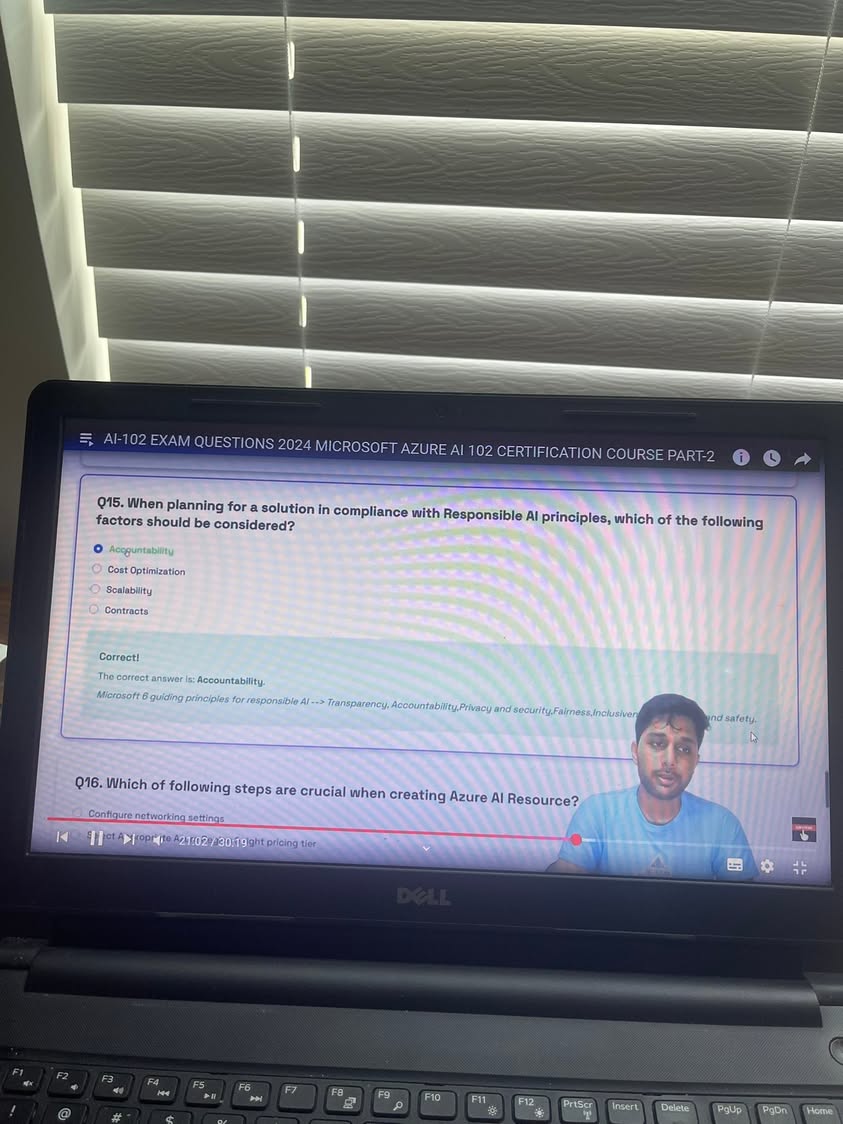 AI-102 EXAM QUESTIONS 2024 MICROSOFT AZURE AI 102 CERTIFICATION COURSE PART-2
Q15. When planning for a solution in compliance with Responsible AI principles, which of the following
factors should be considered?
Accountability
Cost Optimization
Scalability
Contracts
Correct!
The correct answer is: Accountability.
Microsoft 6 guiding principles for responsible AI --> Transparency, Accountability,Privacy and security,Fairness,Inclusiven and safety.
Q16. Which of following steps are crucial when creating Azure AI Resource?
Configure networking settings
21:02 / 30:19 ght pricing tier
DELL
F1 F2 F3 F4 F5 F6 F7 F8 F9 F10 F11 F12 PrtScr Insert Delete PgUp PgDn Home
! @ # $ %